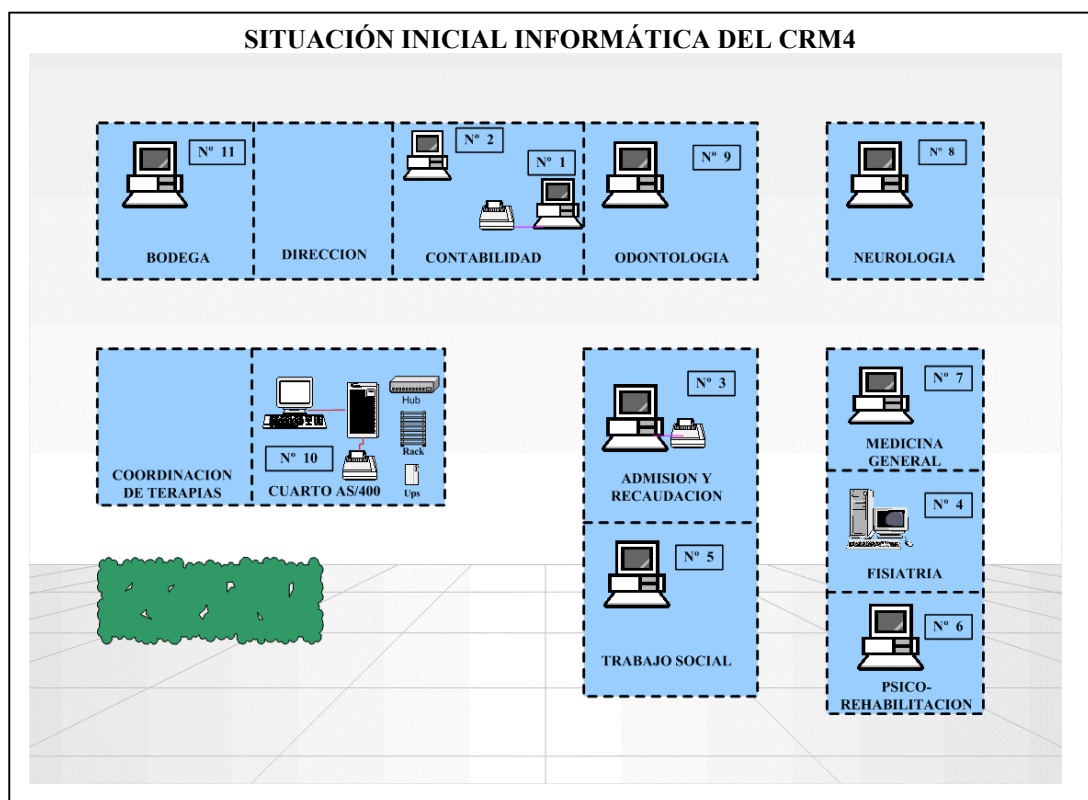 SITUACIÓN INICIAL INFORMÁTICA DEL CRM4
Nº 11
BODEGA
DIRECCION
Nº 2
Nº 1
CONTABILIDAD
Nº 9
ODONTOLOGIA
Nº 8
NEUROLOGIA
COORDINACION
DE TERAPIAS
Hub
Rack
Ups
Nº 10
CUARTO AS/400
Nº 3
ADMISION Y
RECAUDACION
Nº 5
TRABAJO SOCIAL
Nº 7
MEDICINA
GENERAL
Nº 4
FISIATRIA
Nº 6
PSICO-
REHABILITACION